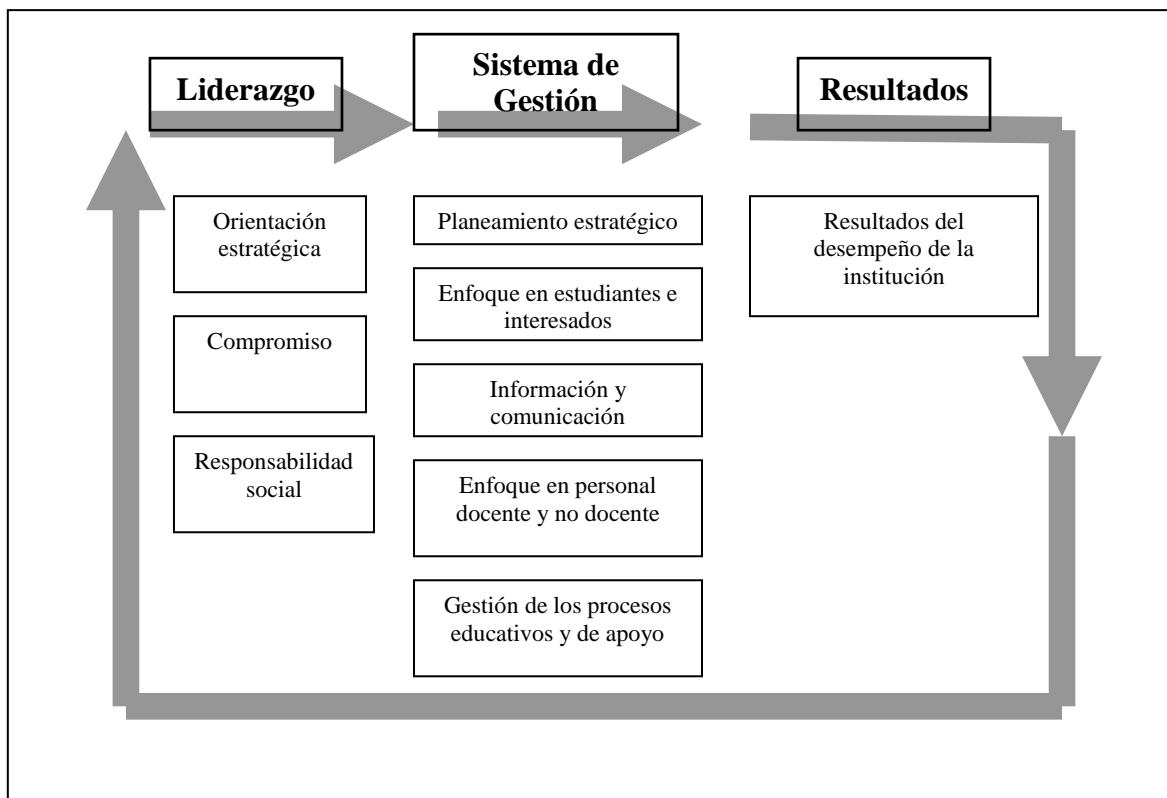 Liderazgo
Sistema de
Gestión
Resultados
Orientación
estratégica
Compromiso
Responsabilidad
social
Planeamiento estratégico
Enfoque en estudiantes e
interesados
Información y
comunicación
Enfoque en personal
docente y no docente
Gestión de los procesos
educativos y de apoyo
Resultados del
desempeño de la
institución